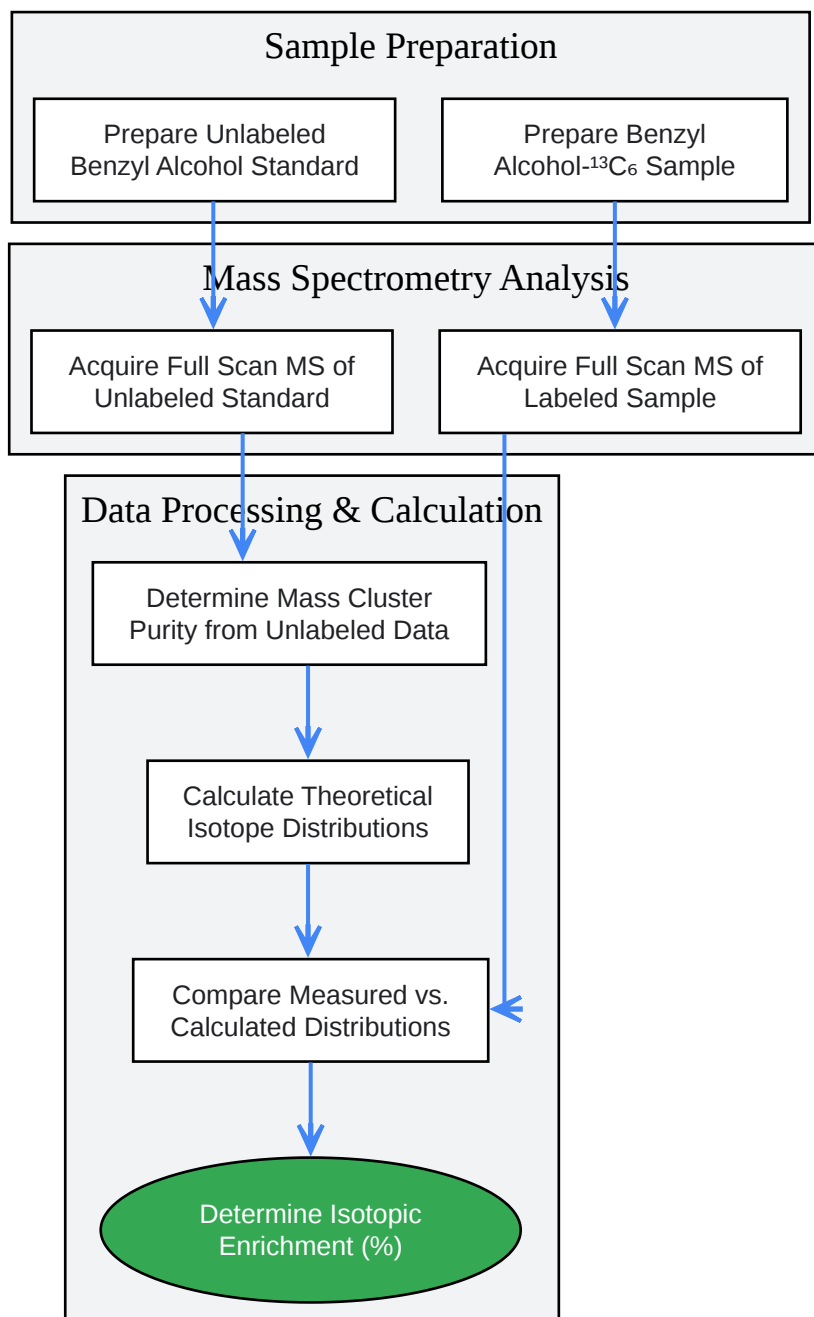 Sample Preparation
Prepare Unlabeled
Benzyl Alcohol Standard
Prepare Benzyl
Alcohol-¹³C₆ Sample
Mass Spectrometry Analysis
Acquire Full Scan MS of
Unlabeled Standard
Acquire Full Scan MS of
Labeled Sample
Data Processing & Calculation
Determine Mass Cluster
Purity from Unlabeled Data
Calculate Theoretical
Isotope Distributions
Compare Measured vs.
Calculated Distributions
Determine Isotopic
Enrichment (%)